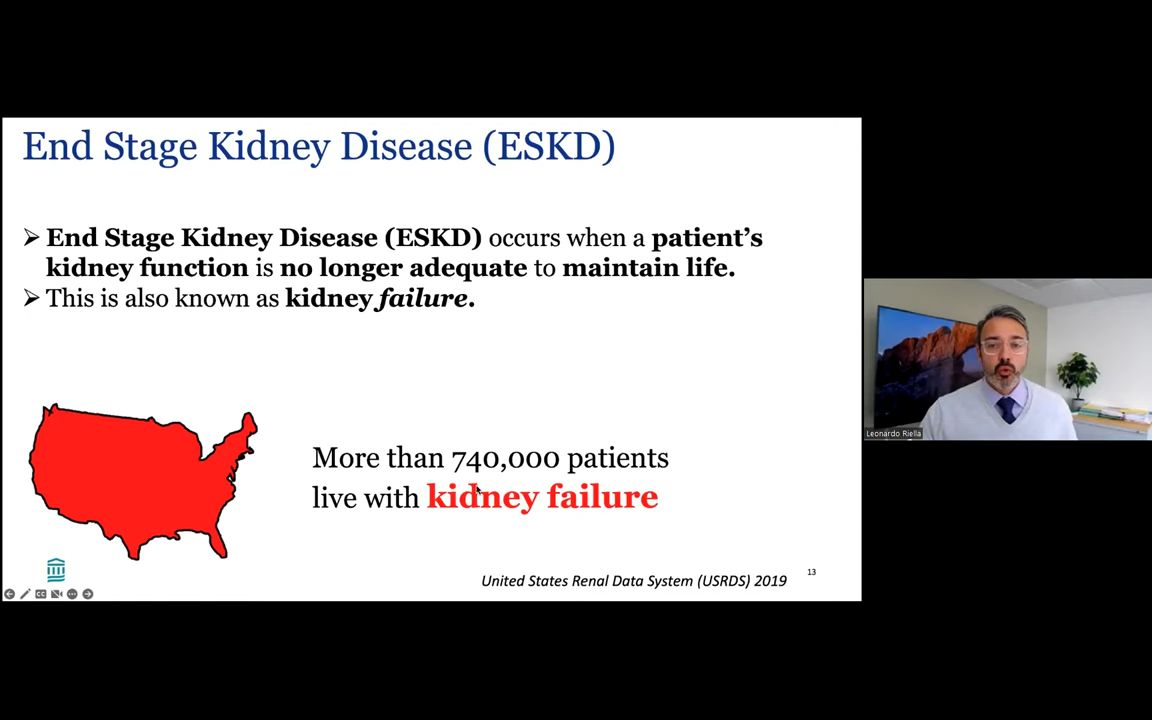 End Stage Kidney Disease (ESKD)
➢ End Stage Kidney Disease (ESKD) occurs when a patient’s
kidney function is no longer adequate to maintain life.
➢ This is also known as kidney failure.
More than 740,000 patients
live with kidney failure
United States Renal Data System (USRDS) 2019
13
CC
Leonardo Riella